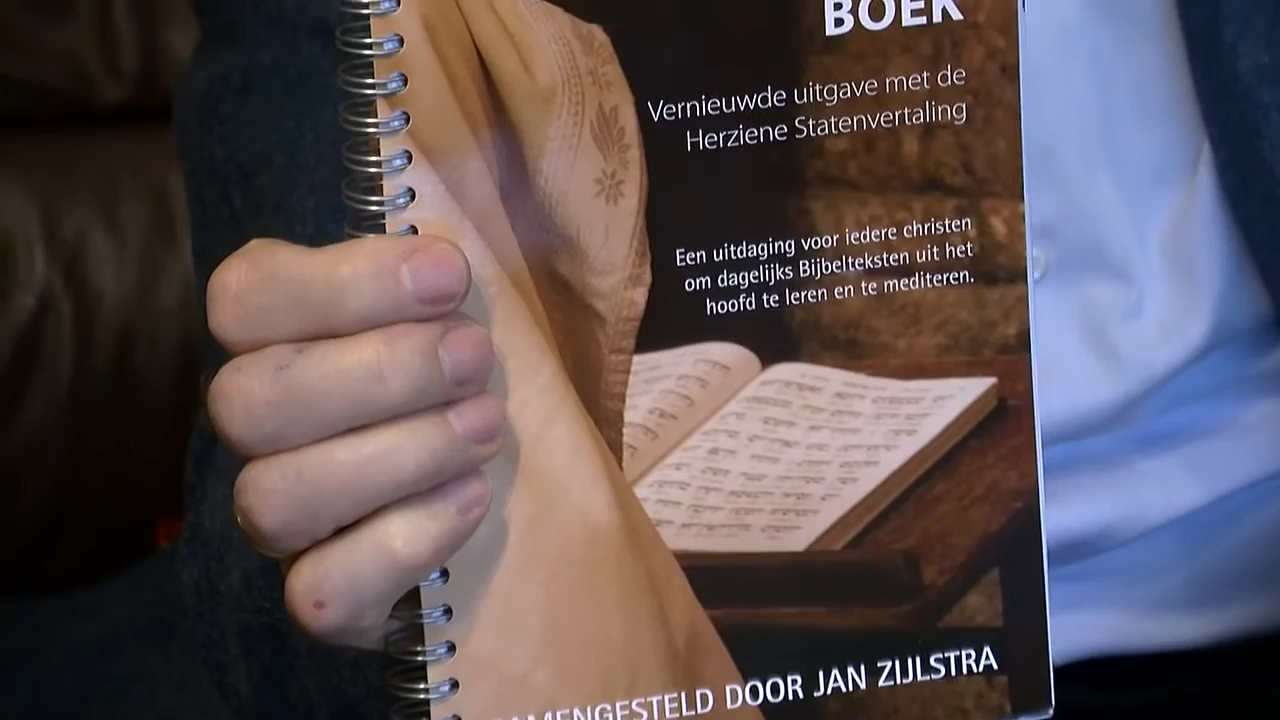 BOEK
Vernieuwde uitgave met de
Herziene Statenvertaling
Een uitdaging voor iedere christen
om dagelijks Bijbelteksten uit het
hoofd te leren en te mediteren.
SAMENGESTELD DOOR JAN ZIJLSTRA